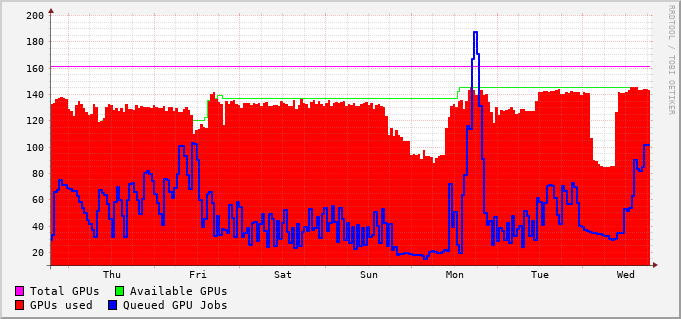 200
180
160
140
120
100
80
60
40
20
Thu Fri Sat Sun Mon Tue Wed
Total GPUs Available GPUs
GPUs used Queued GPU Jobs
RRDTOOL / TOBI OETIKER